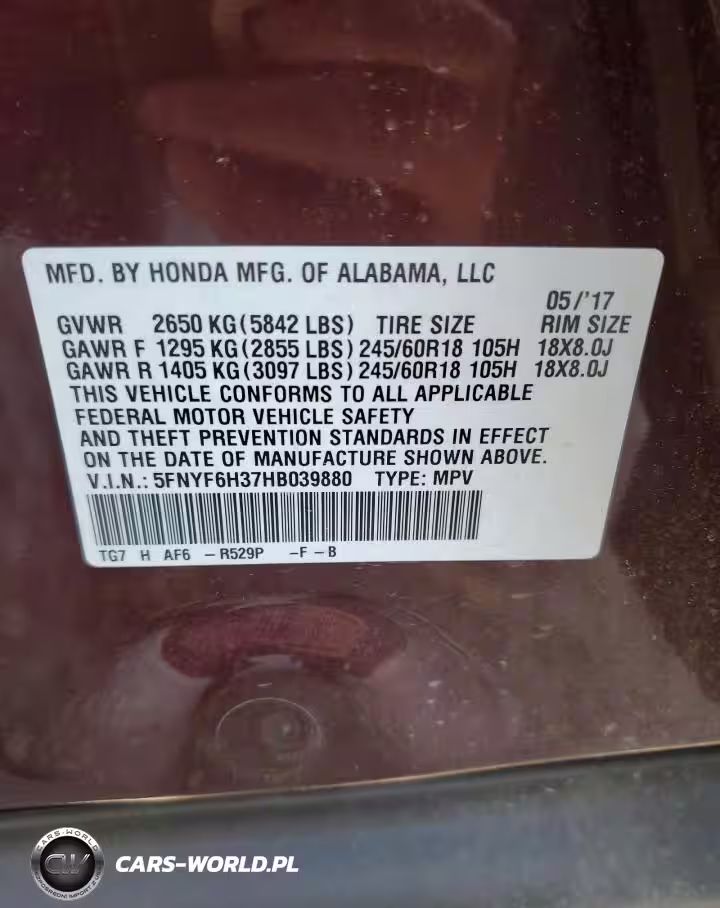 MFD. BY HONDA MFG. OF ALABAMA, LLC
05/'17
GVWR 2650 KG (5842 LBS) TIRE SIZE RIM SIZE
GAWR F 1295 KG (2855 LBS) 245/60R18 105H 18X8.0J
GAWR R 1405 KG (3097 LBS) 245/60R18 105H 18X8.0J
THIS VEHICLE CONFORMS TO ALL APPLICABLE
FEDERAL MOTOR VEHICLE SAFETY
AND THEFT PREVENTION STANDARDS IN EFFECT
ON THE DATE OF MANUFACTURE SHOWN ABOVE.
V.I.N.: 5FNYF6H37HB039880 TYPE: MPV
TG7 H AF6 -R529P -F-B
CARS-WORLD
CW
CARS-WORLD.PL